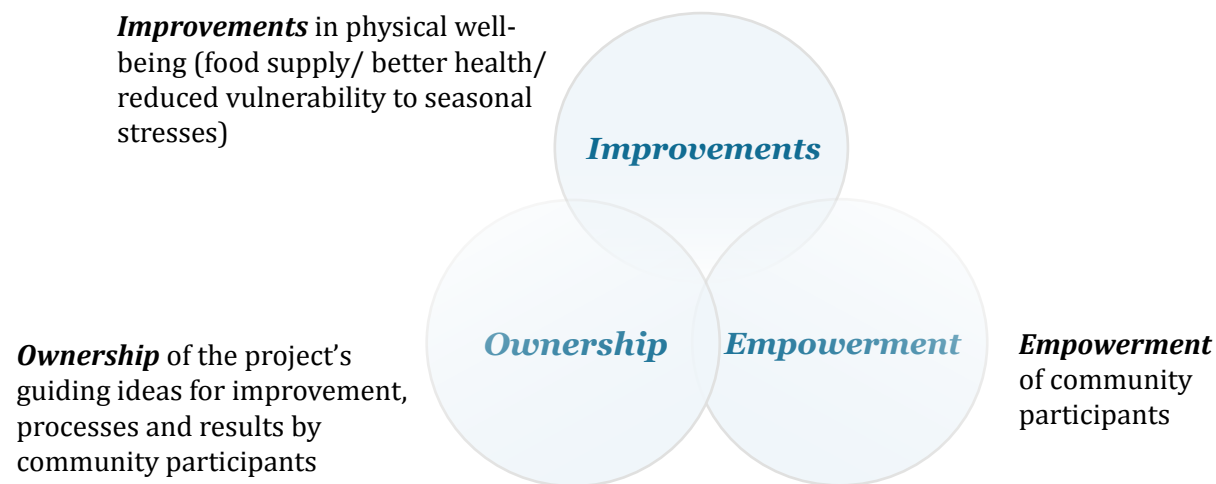 Improvements in physical well-
being (food supply/ better health/
reduced vulnerability to seasonal
stresses)
Improvements
Ownership
Empowerment
Ownership of the project’s
guiding ideas for improvement,
processes and results by
community participants
Empowerment
of community
participants